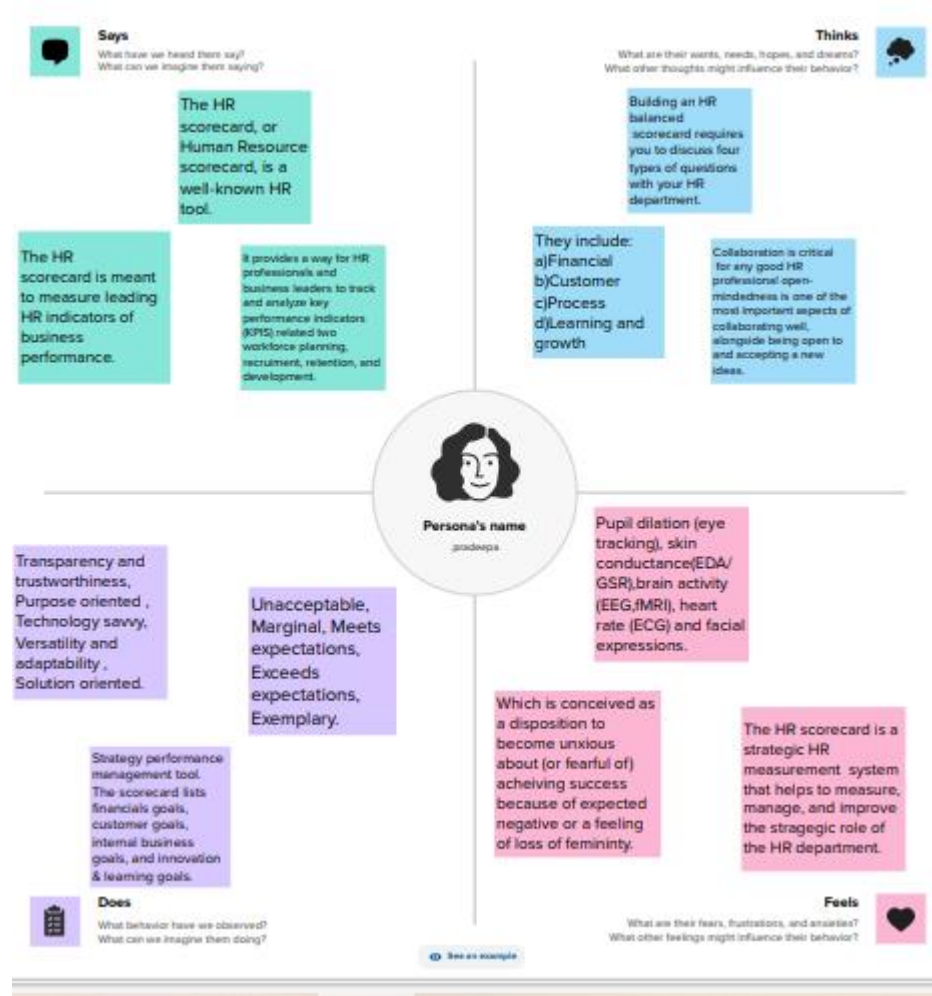 Says
What have we heard them say?
What can we imagine them saying?
The HR
scorecard, or
Human Resource
scorecard, is a
well-known HR
tool.
The HR
scorecard is meant
to measure leading
HR indicators of
business
performance.
It provides a way for HR
professionals and
business leaders to track
and analyze key
performance indicators
(KPIS) related two
workforce planning,
recruiment, retention, and
development.
Thinks
What are their wants, needs, hopes, and dreams?
What other thoughts might influence their behavior?
Building an HR
balanced
scorecard requires
you to discuss four
types of questions
with your HR
department.
They include:
a)Financial
b)Customer
c)Process
d)Learning and
growth
Collaboration is critical
for any good HR
professional open-
mindedness is one of the
most important aspects of
collaborating well,
alongside being open to
and accepting a new
ideas.
Persona's name
pradeepa
Transparency and
trustworthiness,
Purpose oriented ,
Technology savvy,
Versatility and
adaptability ,
Solution oriented.
Unacceptable,
Marginal, Meets
expectations,
Exceeds
expectations,
Exemplary.
Strategy performance
management tool.
The scorecard lists
financials goals,
customer goals,
internal business
goals, and innovation
& learning goals.
Does
What behavior have we observed?
What can we imagine them doing?
Pupil dilation (eye
tracking), skin
conductance(EDA/
GSR),brain activity
(EEG,fMRI), heart
rate (ECG) and facial
expressions.
Which is conceived as
a disposition to
become unxious
about (or fearful of)
acheiving success
because of expected
negative or a feeling
of loss of femininty.
The HR scorecard is a
strategic HR
measurement system
that helps to measure,
manage, and improve
the stragegic role of
the HR department.
Feels
What are their fears, frustrations, and anxieties?
What other feelings might influence their behavior?
See an example